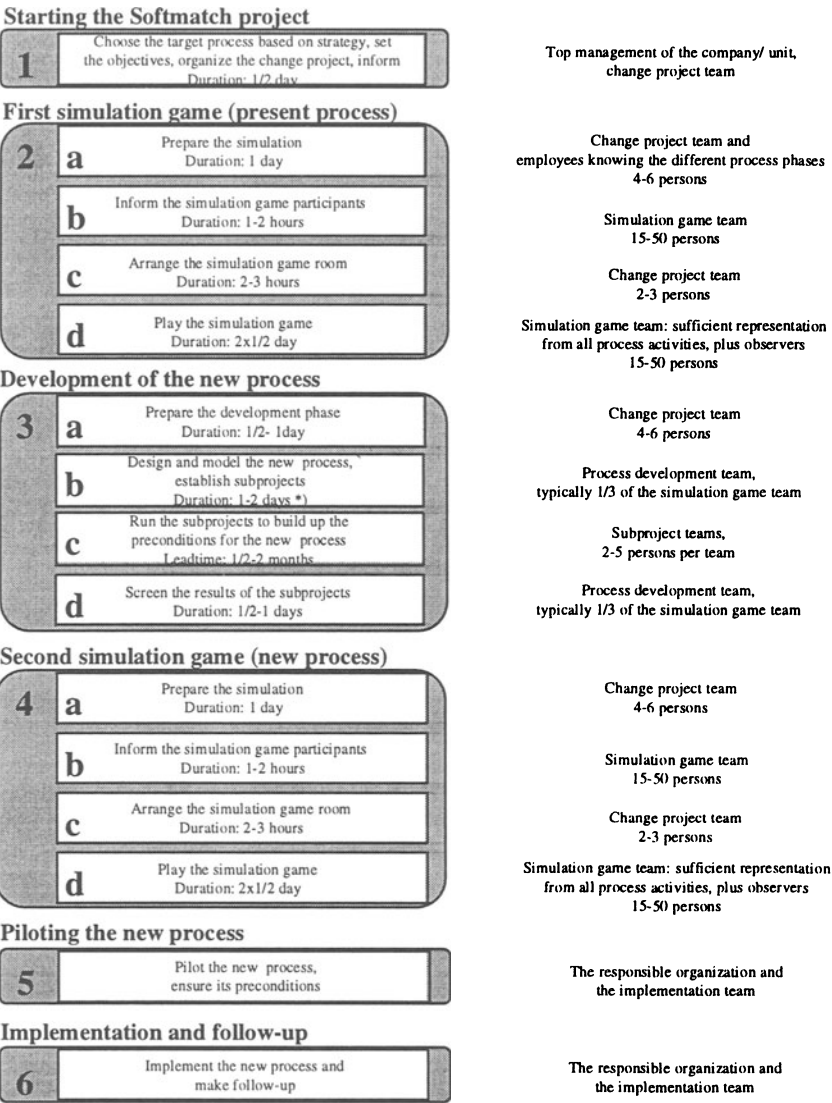 Starting the Softmatch project
1
Choose the target process based on strategy, set
the objectives, organize the change project, inform
Duration: 1/2 day
Top management of the company/ unit,
change project team
First simulation game (present process)
2
a
Prepare the simulation
Duration: 1 day
Change project team and
employees knowing the different process phases
4-6 persons
b
Inform the simulation game participants
Duration: 1-2 hours
Simulation game team
15-50 persons
c
Arrange the simulation game room
Duration: 2-3 hours
Change project team
2-3 persons
d
Play the simulation game
Duration: 2x1/2 day
Simulation game team: sufficient representation
from all process activities, plus observers
15-50 persons
Development of the new process
3
a
Prepare the development phase
Duration: 1/2- 1day
Change project team
4-6 persons
b
Design and model the new process,
establish subprojects
Duration: 1-2 days *)
Process development team,
typically 1/3 of the simulation game team
c
Run the subprojects to build up the
preconditions for the new process
Leadtime: 1/2-2 months
Subproject teams,
2-5 persons per team
d
Screen the results of the subprojects
Duration: 1/2-1 days
Process development team,
typically 1/3 of the simulation game team
Second simulation game (new process)
4
a
Prepare the simulation
Duration: 1 day
Change project team
4-6 persons
b
Inform the simulation game participants
Duration: 1-2 hours
Simulation game team
15-50 persons
c
Arrange the simulation game room
Duration: 2-3 hours
Change project team
2-3 persons
d
Play the simulation game
Duration: 2x1/2 day
Simulation game team: sufficient representation
from all process activities, plus observers
15-50 persons
Piloting the new process
5
Pilot the new process,
ensure its preconditions
The responsible organization and
the implementation team
Implementation and follow-up
6
Implement the new process and
make follow-up
The responsible organization and
the implementation team